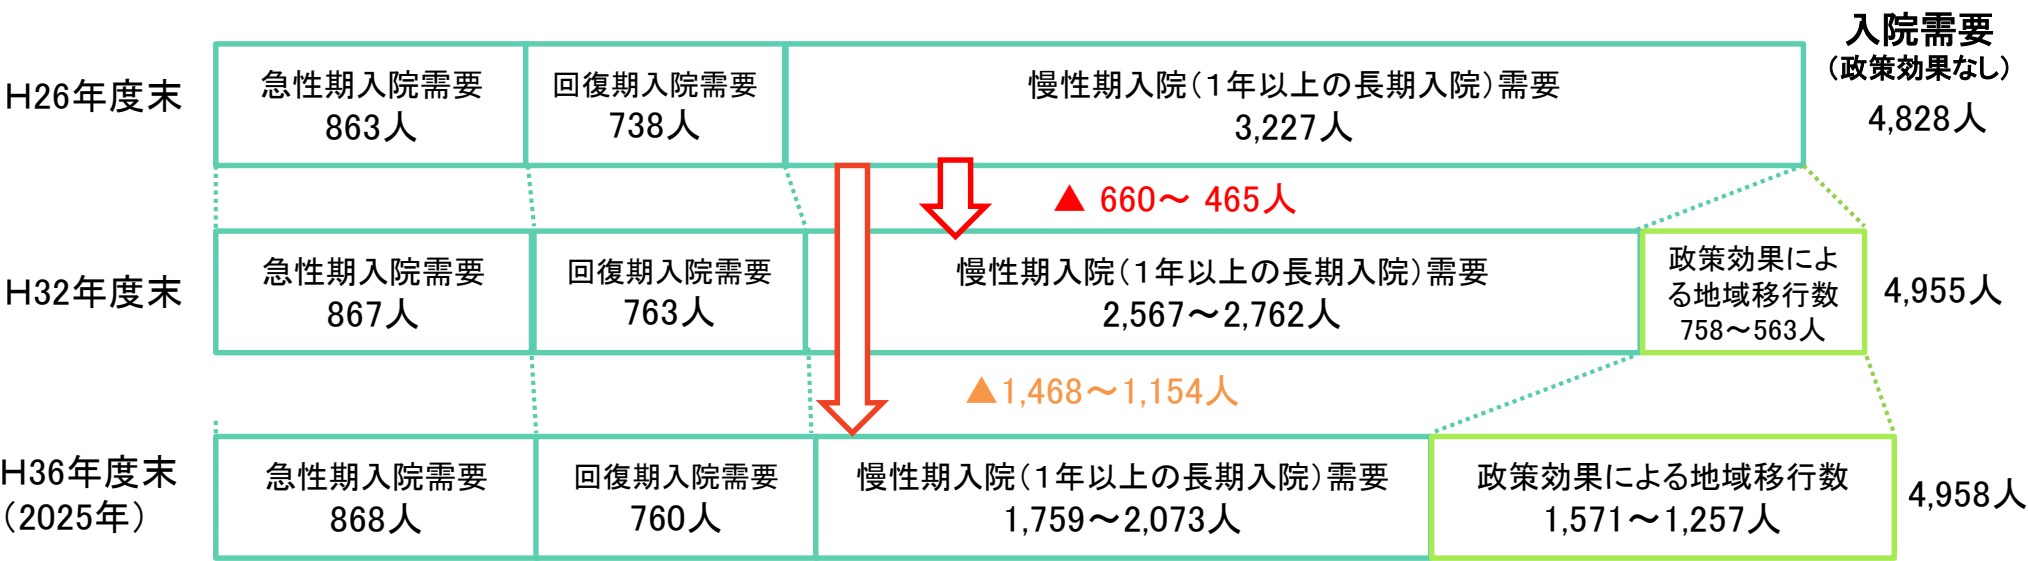 入院需要
（政策効果なし）
H26年度末
急性期入院需要
863人
回復期入院需要
738人
慢性期入院（１年以上の長期入院）需要
3,227人
4,828人
▲ 660～ 465人
H32年度末
急性期入院需要
867人
回復期入院需要
763人
慢性期入院（１年以上の長期入院）需要
2,567～2,762人
政策効果によ
る地域移行数
758～563人
4,955人
▲1,468～1,154人
H36年度末
（2025年）
急性期入院需要
868人
回復期入院需要
760人
慢性期入院（１年以上の長期入院）需要
1,759～2,073人
政策効果による地域移行数
1,571～1,257人
4,958人